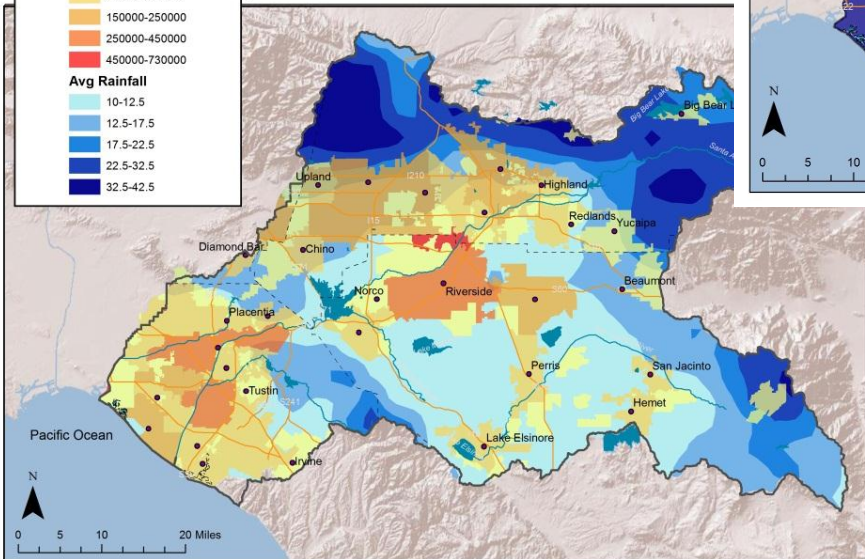 150000-250000
250000-450000
450000-730000
Avg Rainfall
10-12.5
12.5-17.5
17.5-22.5
22.5-32.5
32.5-42.5
22
N
0 5 10
Big Bear Lake
Big Bear L
Santa A
Upland
I210
Highland
I15
Redlands
Yucaipa
Diamond Bar
Chino
Beaumont
Norco
Riverside
Placentia
Perris
San Jacinto
Tustin
S241
Hemet
Pacific Ocean
Lake Elsinore
Irvine
N
0 5 10 20 Miles